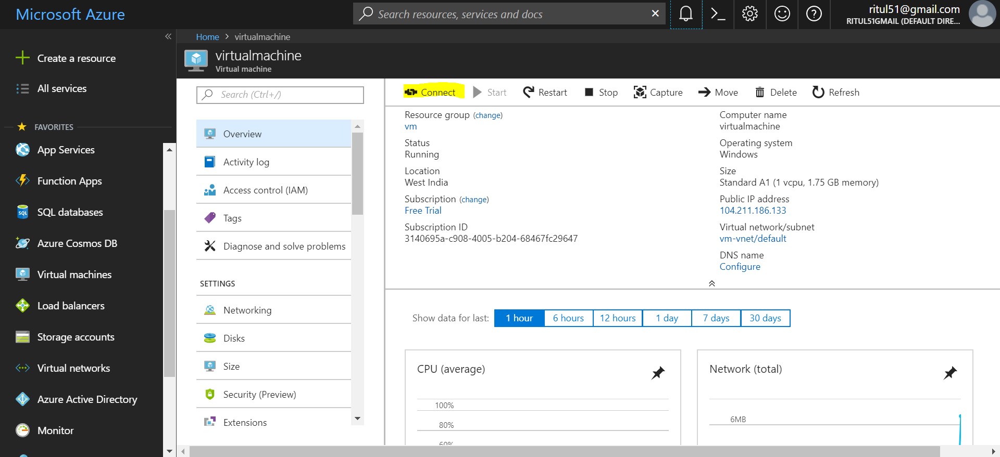 Microsoft Azure
Search resources, services and docs
ritul51@gmail.com
RITUL51GMAIL (DEFAULT DIRE...
Home > virtualmachine
virtualmachine
Virtual machine
Create a resource
All services
FAVORITES
App Services
Function Apps
SQL databases
Azure Cosmos DB
Virtual machines
Load balancers
Storage accounts
Virtual networks
Azure Active Directory
Monitor
Search (Ctrl+/)
Overview
Activity log
Access control (IAM)
Tags
Diagnose and solve problems
SETTINGS
Networking
Disks
Size
Security (Preview)
Extensions
Connect Start Restart Stop Capture Move Delete Refresh
Resource group (change)
vm
Status
Running
Location
West India
Subscription (change)
Free Trial
Subscription ID
3140695a-c908-4005-b204-68467fc29647
Computer name
virtualmachine
Operating system
Windows
Size
Standard A1 (1 vcpu, 1.75 GB memory)
Public IP address
104.211.186.133
Virtual network/subnet
vm-vnet/default
DNS name
Configure
Show data for last: 1 hour 6 hours 12 hours 1 day 7 days 30 days
CPU (average)
100%
80%
60%
Network (total)
6MB